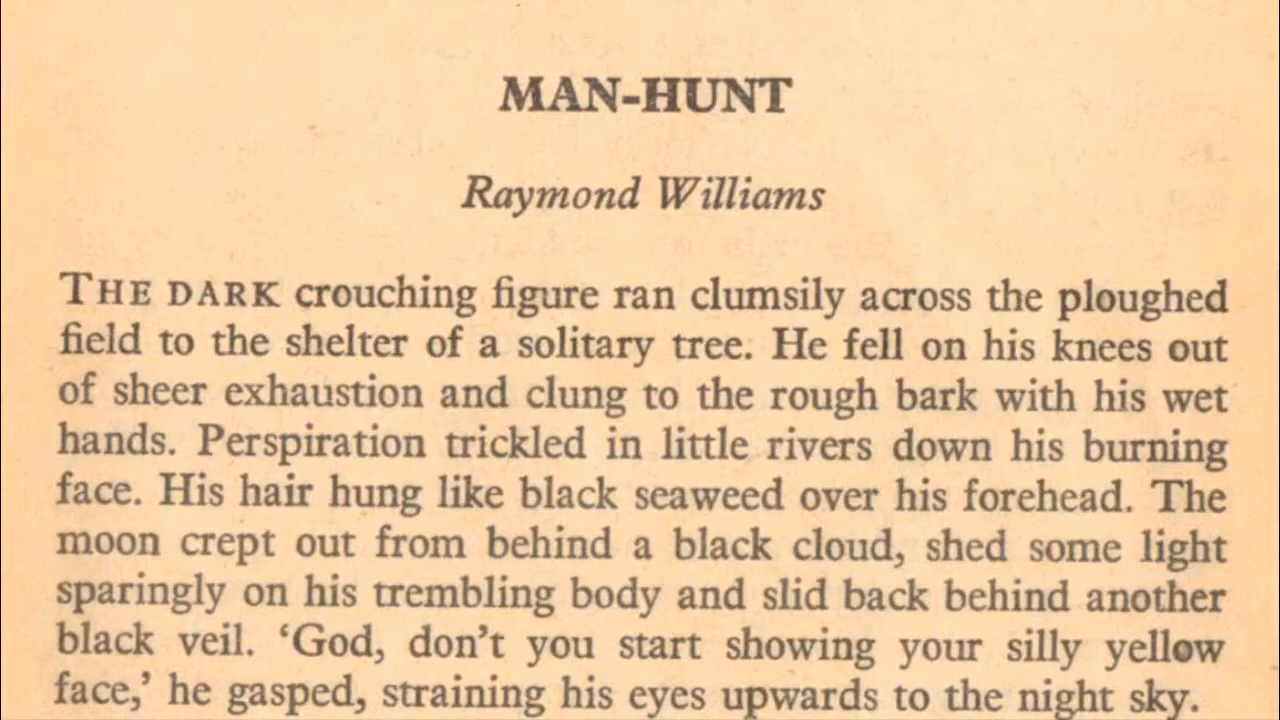 MAN-HUNT
Raymond Williams
THE DARK crouching figure ran clumsily across the ploughed
field to the shelter of a solitary tree. He fell on his knees out
of sheer exhaustion and clung to the rough bark with his wet
hands. Perspiration trickled in little rivers down his burning
face. His hair hung like black seaweed over his forehead. The
moon crept out from behind a black cloud, shed some light
sparingly on his trembling body and slid back behind another
black veil. ‘God, don’t you start showing your silly yellow
face,’ he gasped, straining his eyes upwards to the night sky.